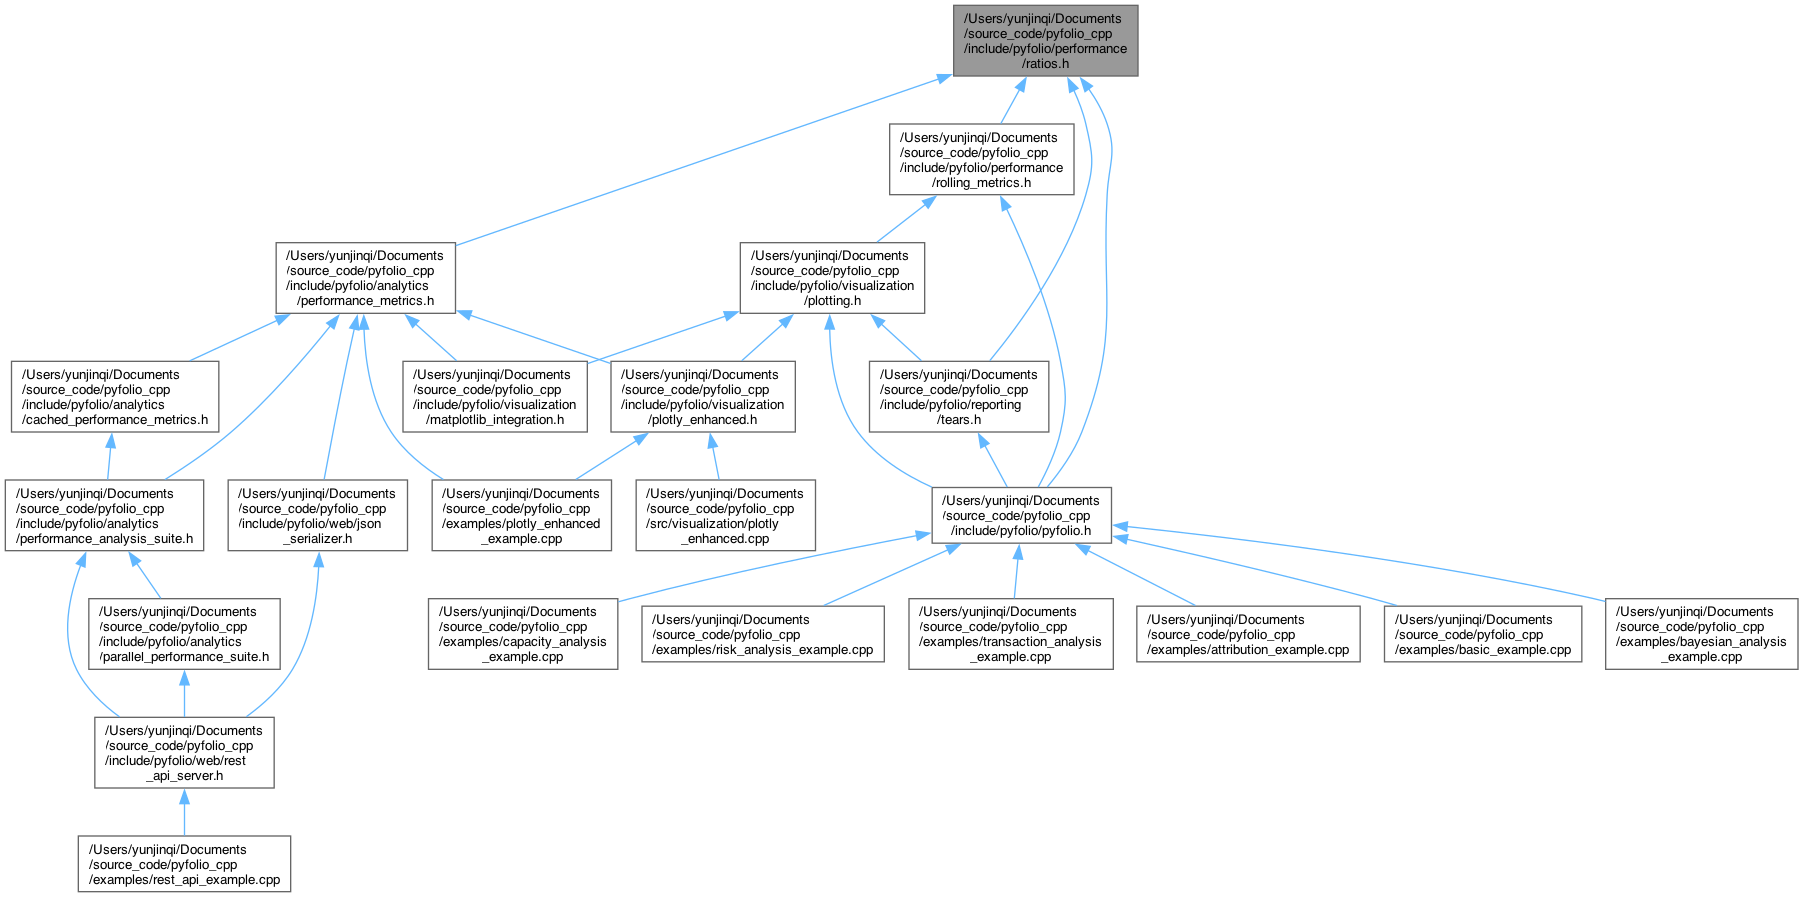 /Users/yunjinqi/Documents
/source_code/pyfolio_cpp
/include/pyfolio/performance
/ratios.h
/Users/yunjinqi/Documents
/source_code/pyfolio_cpp
/include/pyfolio/performance
/rolling_metrics.h
/Users/yunjinqi/Documents
/source_code/pyfolio_cpp
/include/pyfolio/analytics
/performance_metrics.h
/Users/yunjinqi/Documents
/source_code/pyfolio_cpp
/include/pyfolio/visualization
/plotting.h
/Users/yunjinqi/Documents
/source_code/pyfolio_cpp
/include/pyfolio/analytics
/cached_performance_metrics.h
/Users/yunjinqi/Documents
/source_code/pyfolio_cpp
/include/pyfolio/visualization
/matplotlib_integration.h
/Users/yunjinqi/Documents
/source_code/pyfolio_cpp
/include/pyfolio/visualization
/plotly_enhanced.h
/Users/yunjinqi/Documents
/source_code/pyfolio_cpp
/include/pyfolio/reporting
/tears.h
/Users/yunjinqi/Documents
/source_code/pyfolio_cpp
/include/pyfolio/analytics
/performance_analysis_suite.h
/Users/yunjinqi/Documents
/source_code/pyfolio_cpp
/include/pyfolio/web/json
_serializer.h
/Users/yunjinqi/Documents
/source_code/pyfolio_cpp
/examples/plotly_enhanced
_example.cpp
/Users/yunjinqi/Documents
/source_code/pyfolio_cpp
/src/visualization/plotly
_enhanced.cpp
/Users/yunjinqi/Documents
/source_code/pyfolio_cpp
/include/pyfolio/pyfolio.h
/Users/yunjinqi/Documents
/source_code/pyfolio_cpp
/include/pyfolio/analytics
/parallel_performance_suite.h
/Users/yunjinqi/Documents
/source_code/pyfolio_cpp
/examples/capacity_analysis
_example.cpp
/Users/yunjinqi/Documents
/source_code/pyfolio_cpp
/examples/risk_analysis_example.cpp
/Users/yunjinqi/Documents
/source_code/pyfolio_cpp
/examples/transaction_analysis
_example.cpp
/Users/yunjinqi/Documents
/source_code/pyfolio_cpp
/examples/attribution_example.cpp
/Users/yunjinqi/Documents
/source_code/pyfolio_cpp
/examples/basic_example.cpp
/Users/yunjinqi/Documents
/source_code/pyfolio_cpp
/examples/bayesian_analysis
_example.cpp
/Users/yunjinqi/Documents
/source_code/pyfolio_cpp
/include/pyfolio/web/rest
_api_server.h
/Users/yunjinqi/Documents
/source_code/pyfolio_cpp
/examples/rest_api_example.cpp